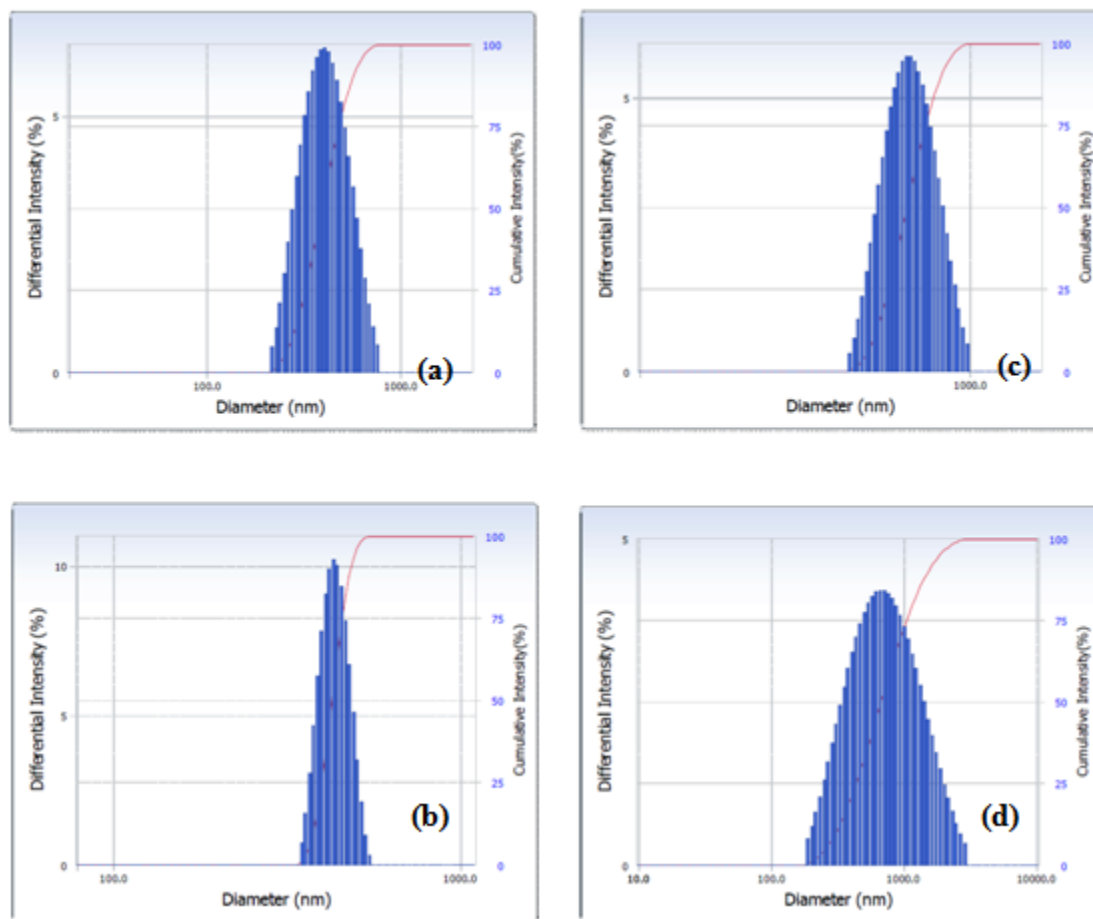 Differential Intensity (%)
5
0
100
75
50
25
0
Cumulative Intensity(%)
100.0
1000.0
Diameter (nm)
(a)
Differential Intensity (%)
5
0
100
75
50
25
0
Cumulative Intensity(%)
1000.0
Diameter (nm)
(c)
Differential Intensity (%)
10
5
0
100
75
50
25
0
Cumulative Intensity(%)
100.0
1000.0
Diameter (nm)
(b)
Differential Intensity (%)
5
0
100
75
50
25
0
Cumulative Intensity(%)
10.0
100.0
1000.0
10000.0
Diameter (nm)
(d)